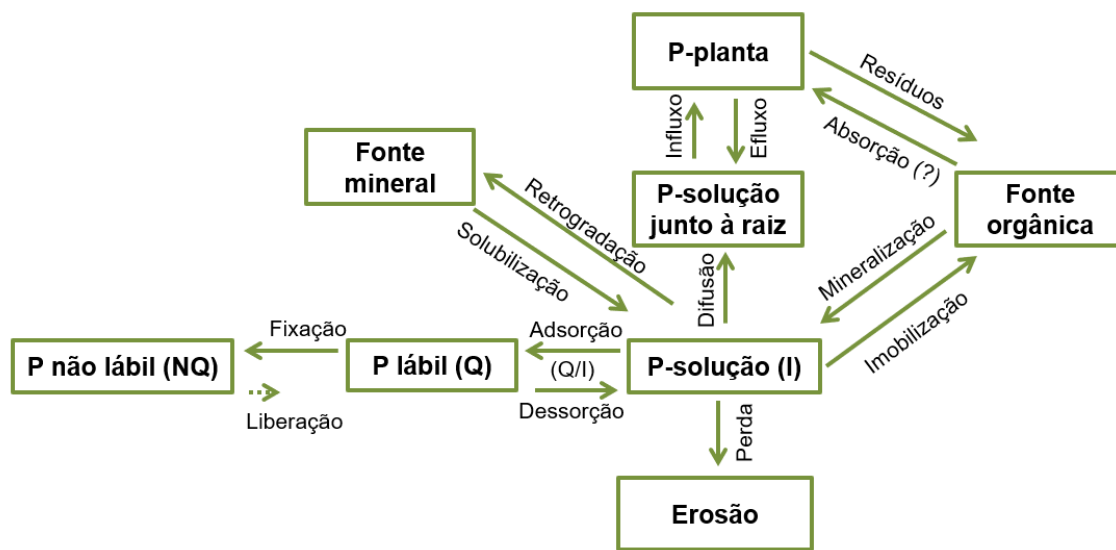 P-planta
Resíduos
Absorção (?)
Influxo
Efluxo
Fonte
mineral
P-solução
junto à raiz
Fonte
orgânica
Retrogradação
Solubilização
Difusão
Mineralização
Imobilização
Fixação
Adsorção
P não lábil (NQ)
P lábil (Q)
(Q/I)
P-solução (I)
Liberação
Dessorção
Perda
Erosão